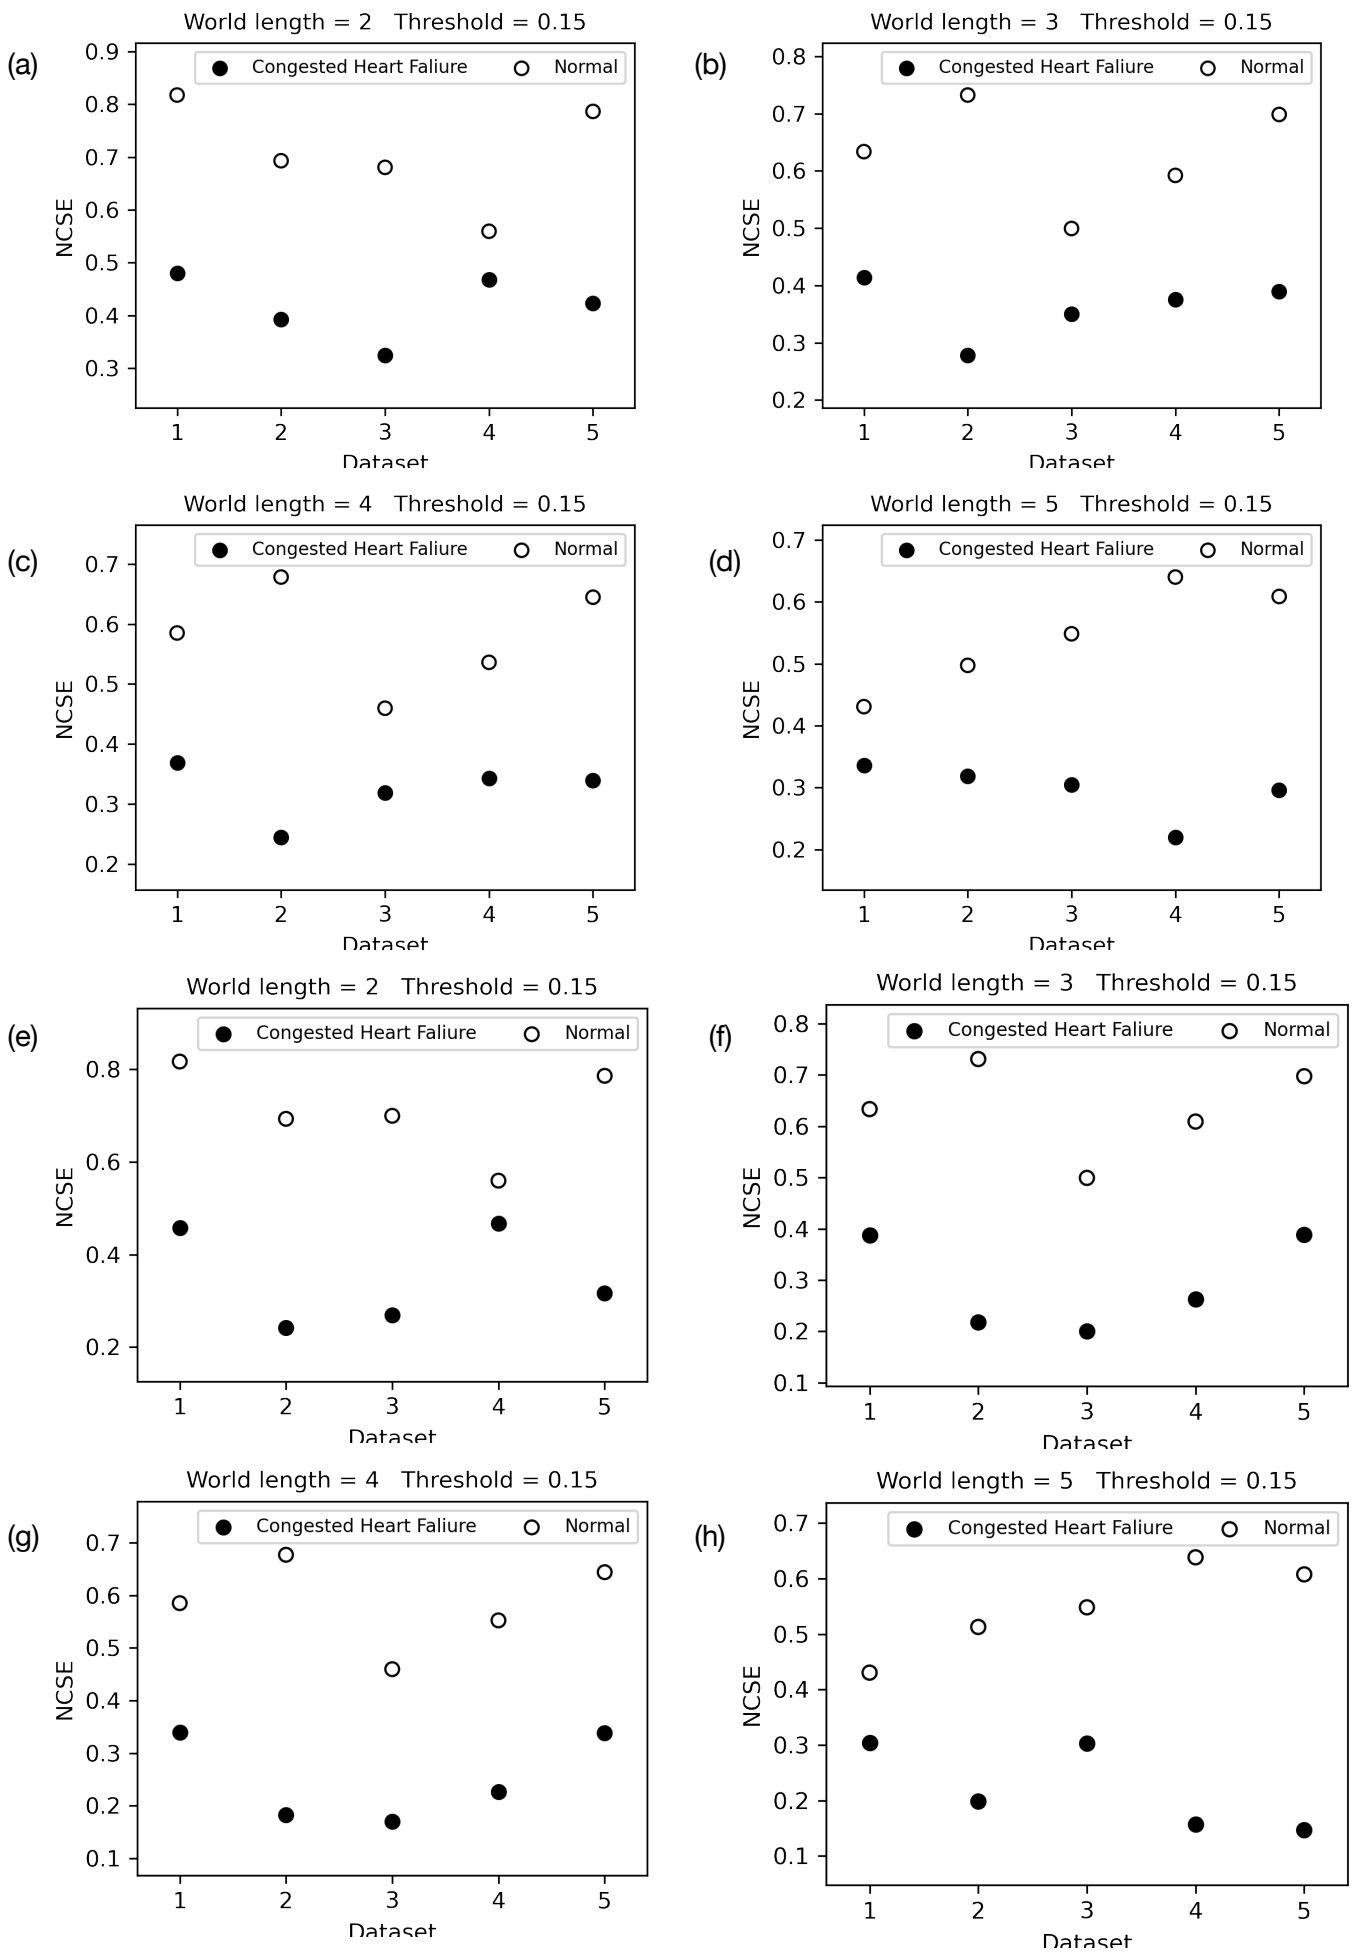 World length = 2   Threshold = 0.15
(a)
Congested Heart Faliure   Normal
0.9
0.8
0.7
0.6
0.5
0.4
0.3
NCSE
1 2 3 4 5
Dataset
World length = 3   Threshold = 0.15
(b)
Congested Heart Faliure   Normal
0.8
0.7
0.6
0.5
0.4
0.3
0.2
NCSE
1 2 3 4 5
Dataset
World length = 4   Threshold = 0.15
(c)
Congested Heart Faliure   Normal
0.7
0.6
0.5
0.4
0.3
0.2
NCSE
1 2 3 4 5
Dataset
World length = 5   Threshold = 0.15
(d)
Congested Heart Faliure   Normal
0.7
0.6
0.5
0.4
0.3
0.2
NCSE
1 2 3 4 5
Dataset
World length = 2   Threshold = 0.15
(e)
Congested Heart Faliure   Normal
0.8
0.6
0.4
0.2
NCSE
1 2 3 4 5
Dataset
World length = 3   Threshold = 0.15
(f)
Congested Heart Faliure   Normal
0.8
0.7
0.6
0.5
0.4
0.3
0.2
0.1
NCSE
1 2 3 4 5
Dataset
World length = 4   Threshold = 0.15
(g)
Congested Heart Faliure   Normal
0.7
0.6
0.5
0.4
0.3
0.2
0.1
NCSE
1 2 3 4 5
Dataset
World length = 5   Threshold = 0.15
(h)
Congested Heart Faliure   Normal
0.7
0.6
0.5
0.4
0.3
0.2
0.1
NCSE
1 2 3 4 5
Dataset